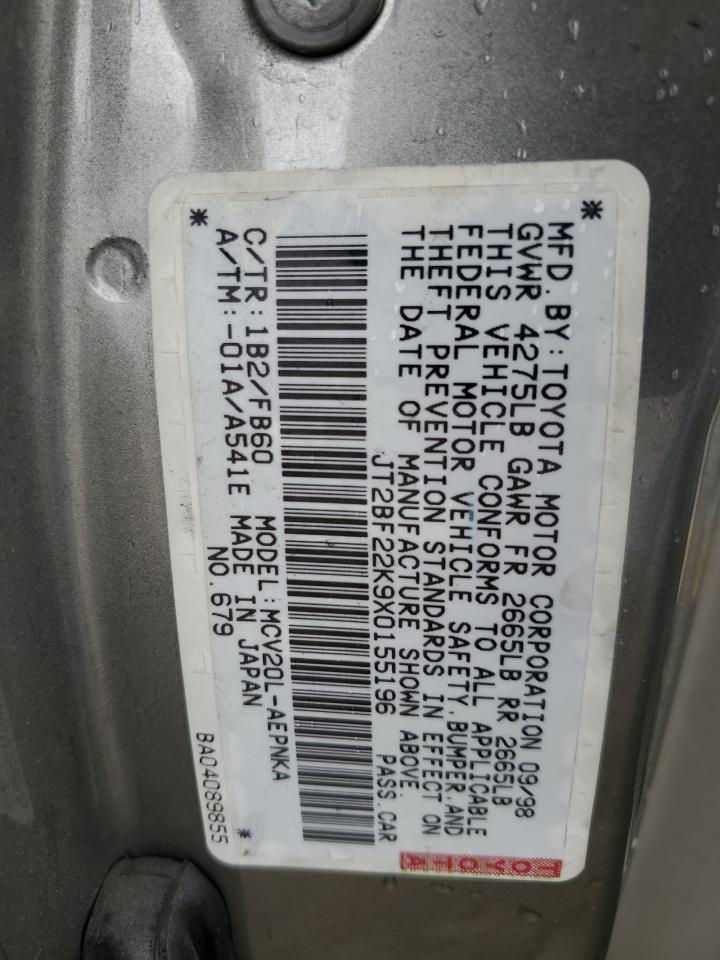 * MFD. BY: TOYOTA MOTOR CORPORATION 09/98
GVWR 4275LB GAWR FR 2665LB RR 2665LB
THIS VEHICLE CONFORMS TO ALL APPLICABLE
FEDERAL MOTOR VEHICLE SAFETY, BUMPER, AND
THEFT PREVENTION STANDARDS IN EFFECT ON
THE DATE OF MANUFACTURE SHOWN ABOVE.
JT2BF22K9X0155196 PASS. CAR
C/TR:1B2/FB60 MODEL:MCV20L-AEPNKA
* A/TM:-01A/A541E MADE IN JAPAN *
NO.679
BA04089855
TOYOTA